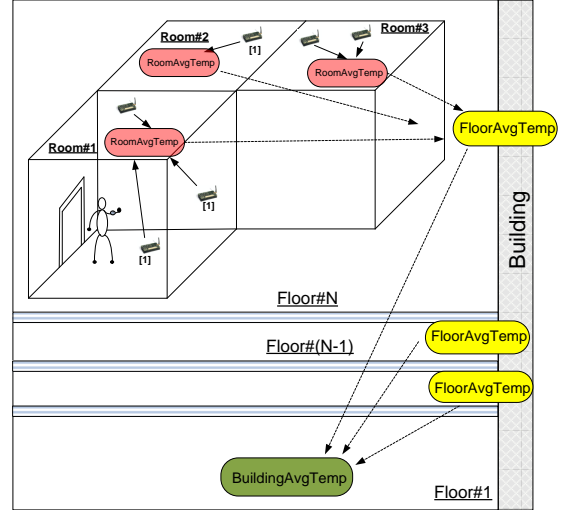 Room#2
[1]
Room#3
RoomAvgTemp
RoomAvgTemp
FloorAvgTemp
Room#1
RoomAvgTemp
[1]
[1]
Building
Floor#N
Floor#(N-1)
FloorAvgTemp
FloorAvgTemp
BuildingAvgTemp
Floor#1